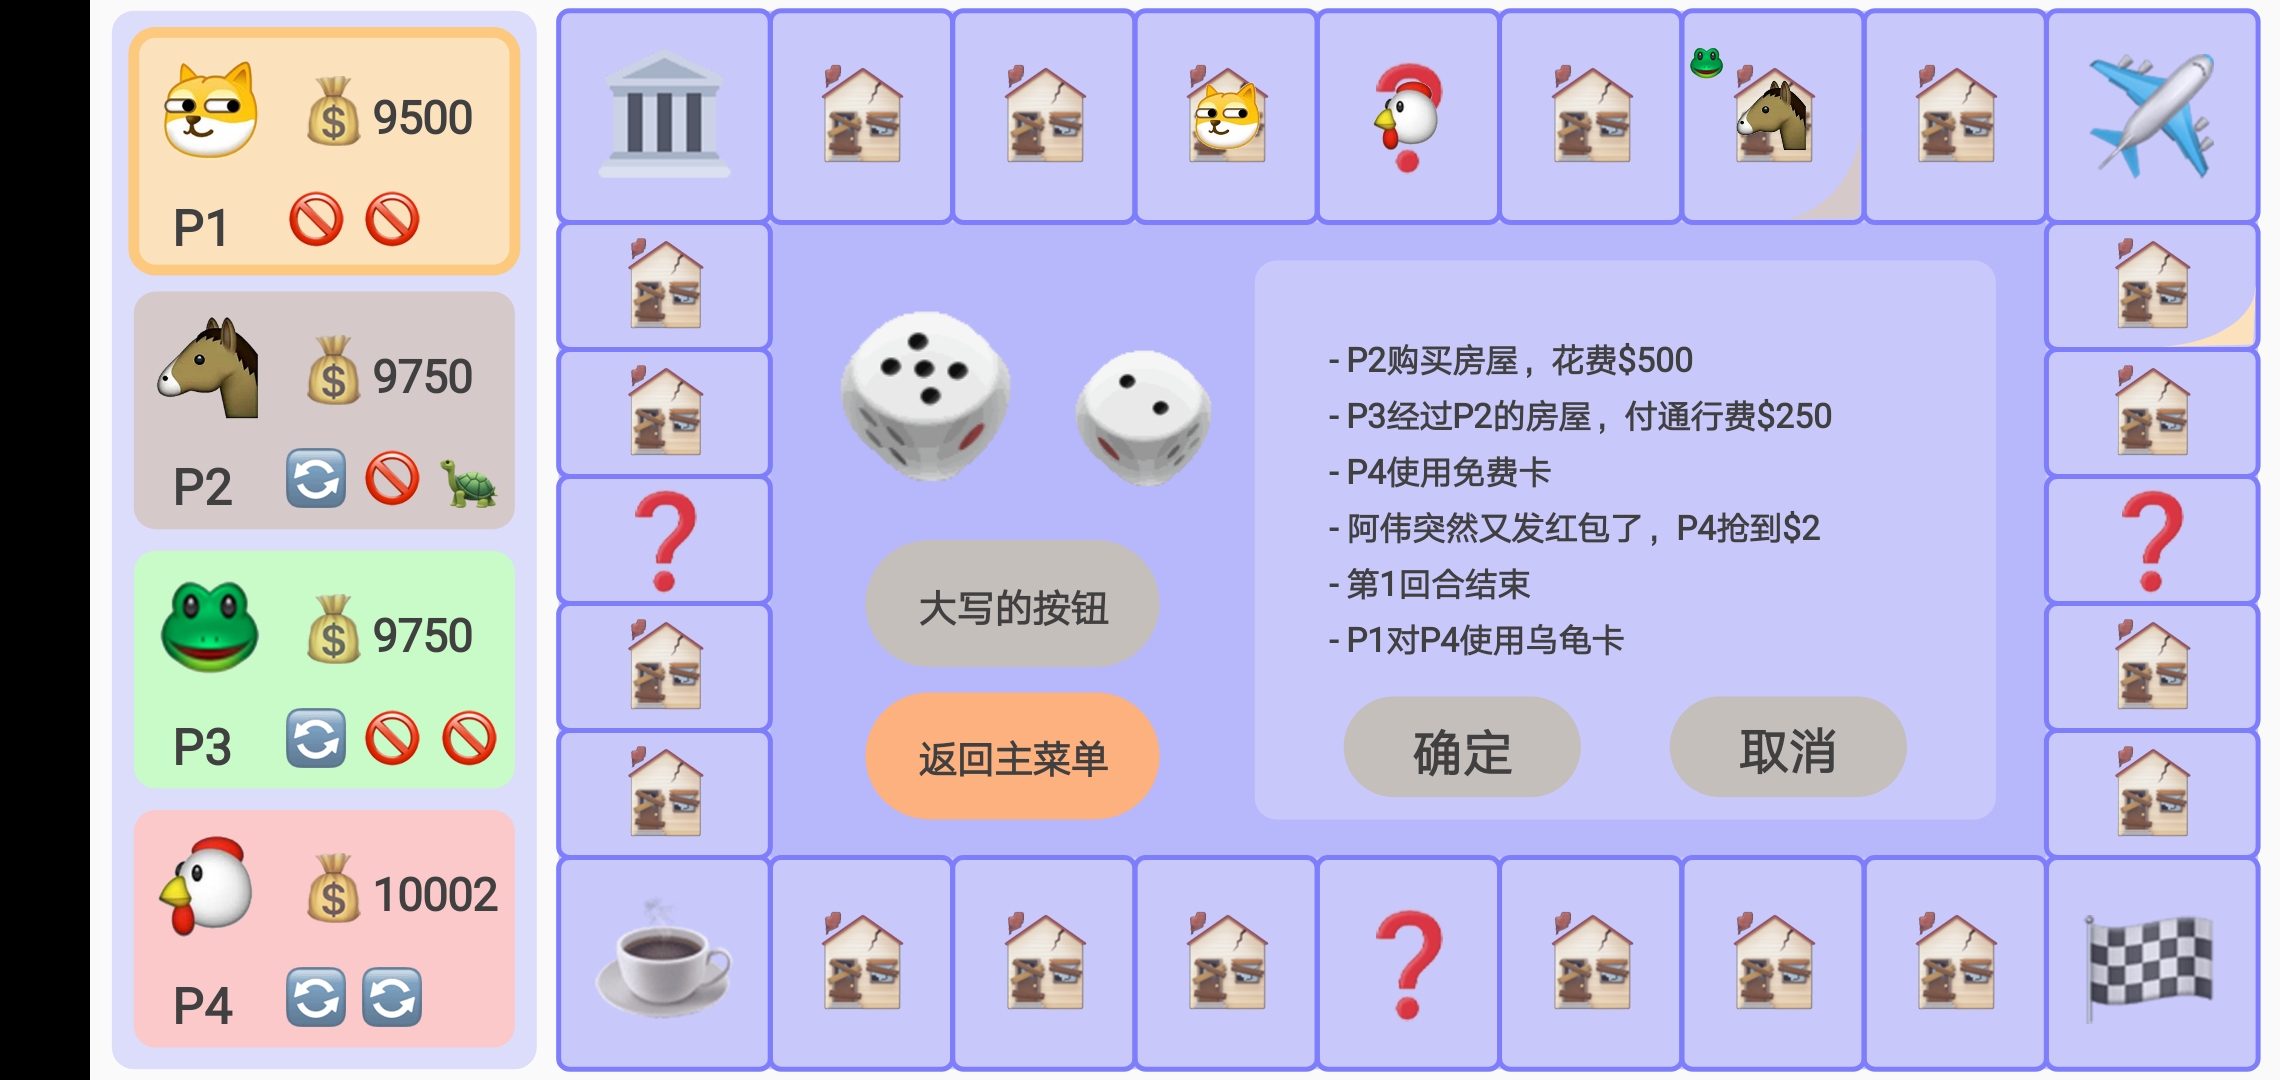 9500
P1
9750
P2
9750
P3
10002
P4
- P2购买房屋，花费$500
- P3经过P2的房屋，付通行费$250
- P4使用免费卡
- 阿伟突然又发红包了，P4抢到$2
- 第1回合结束
- P1对P4使用乌龟卡
大写的按钮
返回主菜单
确定
取消